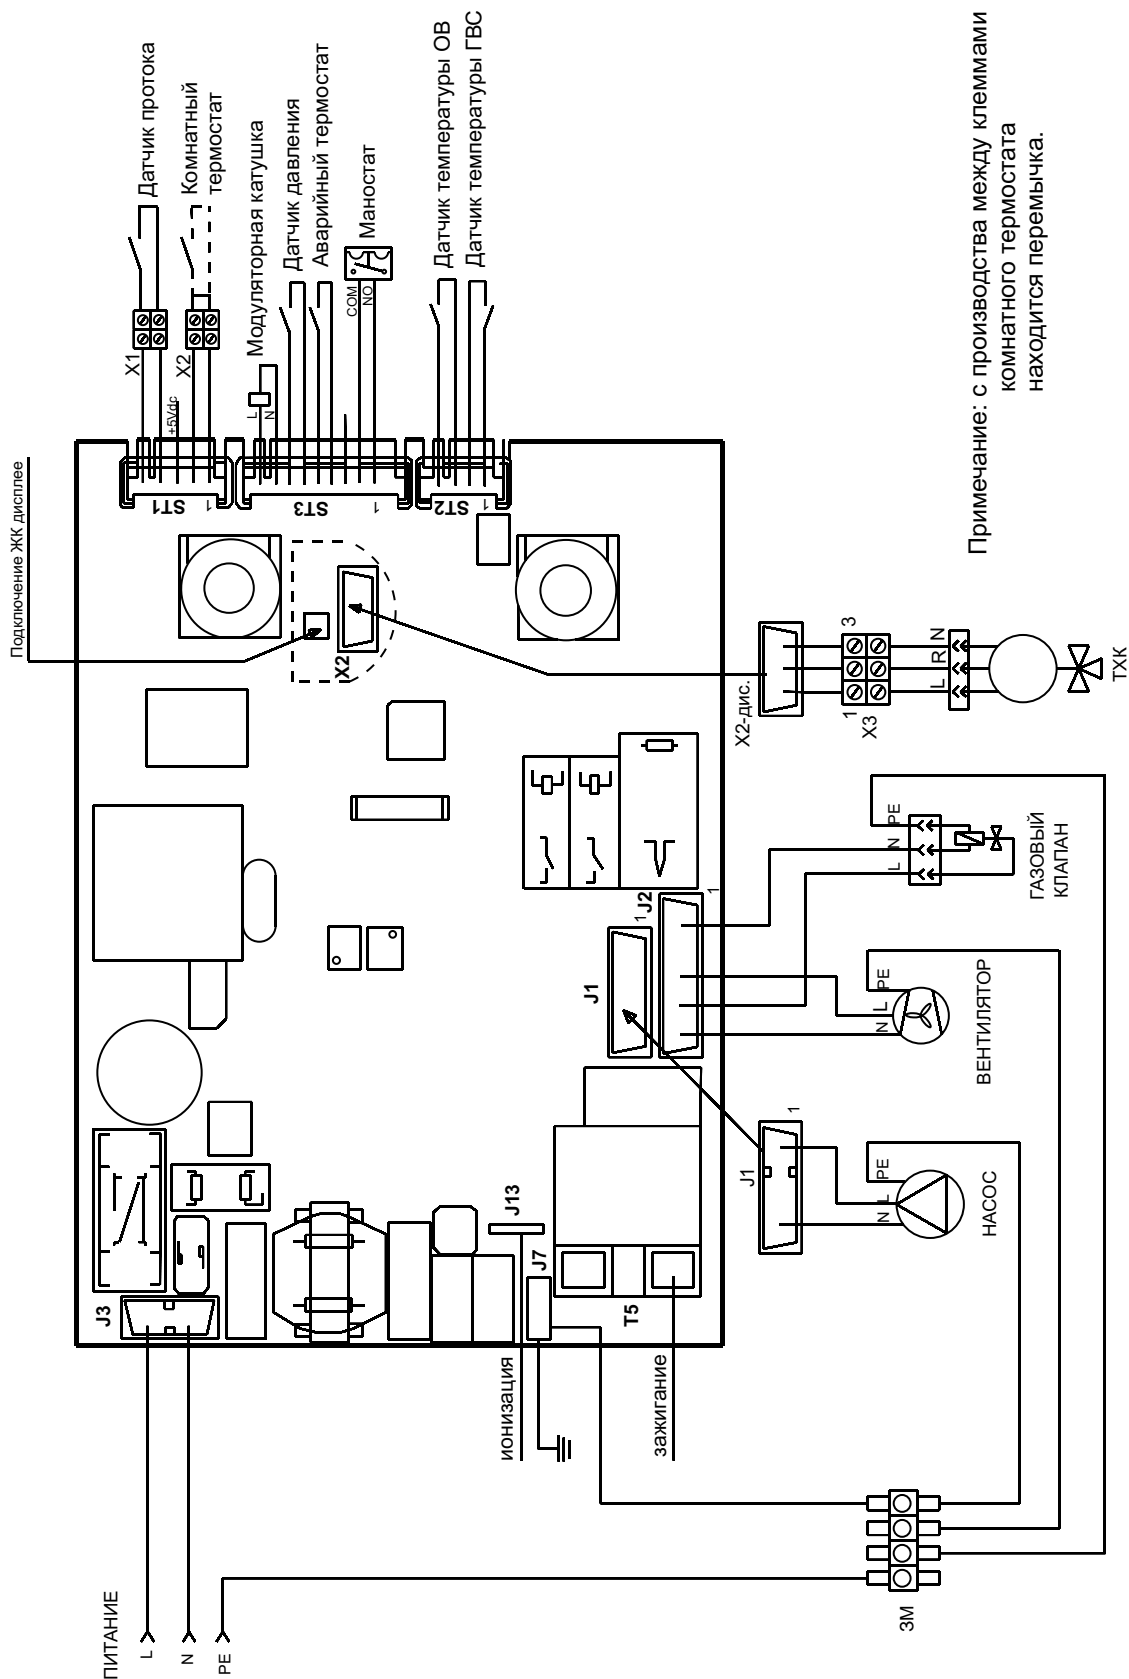 Подключение ЖК дисплее
Датчик протока
Комнатный
термостат
Модуляторная катушка
Датчик давления
Аварийный термостат
Маностат
Датчик температуры ОВ
Датчик температуры ГВС
X1
X2
+5Vdc
L
N
COM
NO
ST1
1
ST3
1
ST2
1
X2
J3
J13
J7
T5
J1
1
J2
1
ионизация
зажигание
ПИТАНИЕ
L
N
PE
ЗМ
J1
1
N
L
PE
НАСОС
N
L
PE
ВЕНТИЛЯТОР
L
N
PE
ГАЗОВЫЙ
КЛАПАН
X2-дис.
1
3
X3
L
R
N
ТХК
Примечание: с производства между клеммами
комнатного термостата
находится перемычка.